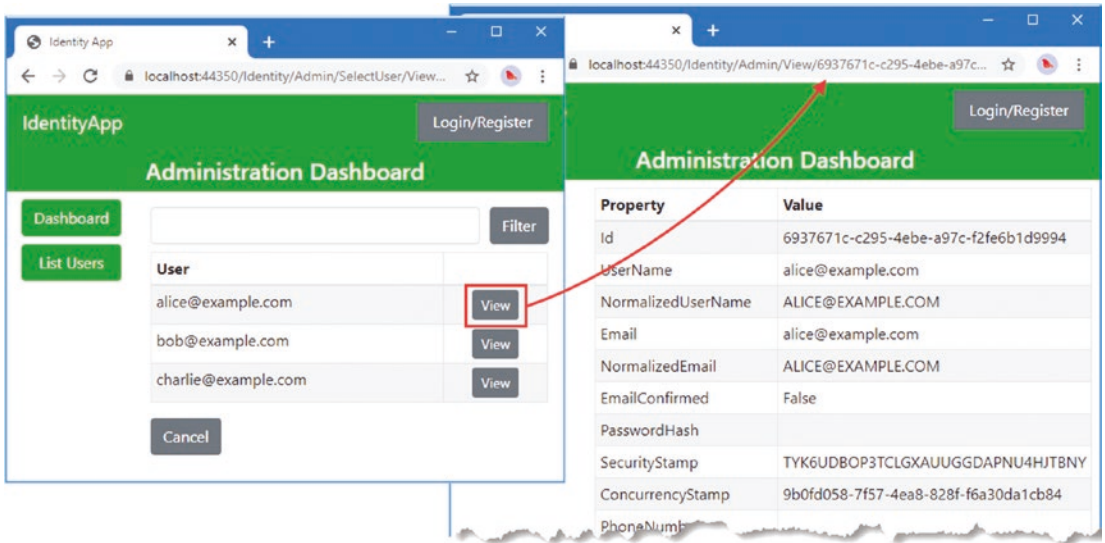 Identity App
localhost:44350/Identity/Admin/SelectUser/View...
IdentityApp
Login/Register
Administration Dashboard
Dashboard
List Users
Filter
User
alice@example.com View
bob@example.com View
charlie@example.com View
Cancel
localhost:44350/Identity/Admin/View/6937671c-c295-4ebe-a97c...
Login/Register
Administration Dashboard
Property Value
Id 6937671c-c295-4ebe-a97c-f2fe6b1d9994
UserName alice@example.com
NormalizedUserName ALICE@EXAMPLE.COM
Email alice@example.com
NormalizedEmail ALICE@EXAMPLE.COM
EmailConfirmed False
PasswordHash
SecurityStamp TYK6UDBOP3TCLGXAUUGGDAPNU4HJTBNY
ConcurrencyStamp 9b0fd058-7f57-4ea8-828f-f6a30da1cb84
PhoneNumb